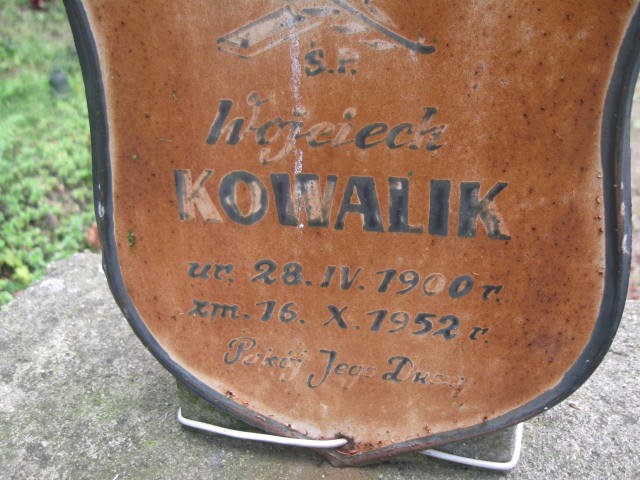 Ś.P.
Wojciech
KOWALIK
ur. 28. IV. 1900 r.
zm. 16. X. 1952 r.
Pokój Jego Duszy